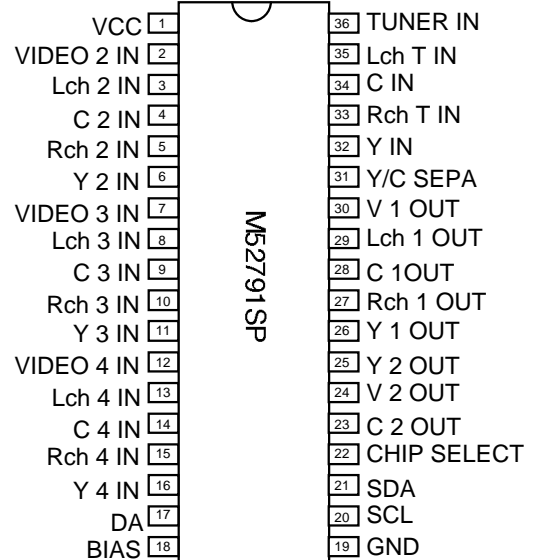 VCC 1 36 TUNER IN
VIDEO 2 IN 2 35 Lch T IN
Lch 2 IN 3 34 C IN
C 2 IN 4 33 Rch T IN
Rch 2 IN 5 32 Y IN
Y 2 IN 6 31 Y/C SEPA
VIDEO 3 IN 7 30 V 1 OUT
Lch 3 IN 8 29 Lch 1 OUT
C 3 IN 9 28 C 1OUT
Rch 3 IN 10 27 Rch 1 OUT
Y 3 IN 11 26 Y 1 OUT
VIDEO 4 IN 12 25 Y 2 OUT
Lch 4 IN 13 24 V 2 OUT
C 4 IN 14 23 C 2 OUT
Rch 4 IN 15 22 CHIP SELECT
Y 4 IN 16 21 SDA
DA 17 20 SCL
BIAS 18 19 GND
M52791SP